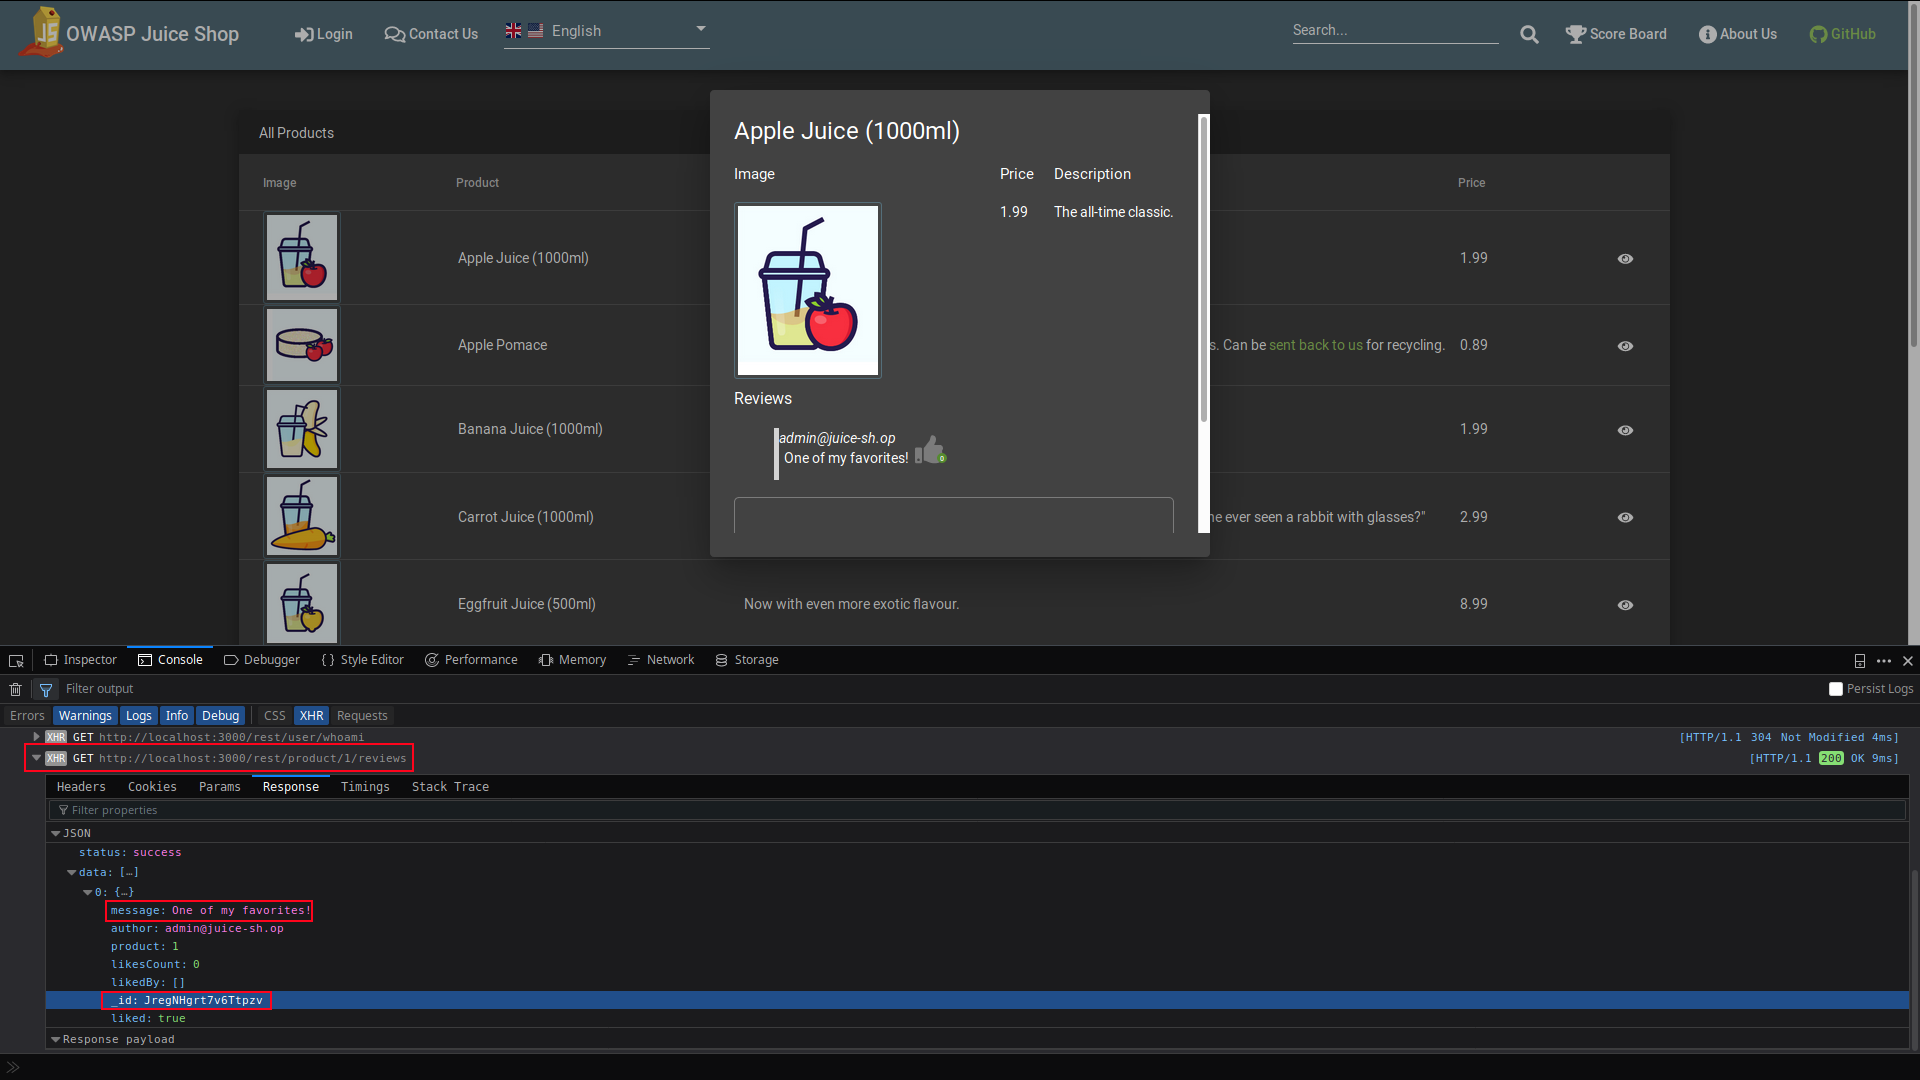 OWASP Juice Shop Login Contact Us English Search... Score Board About Us GitHub
All Products
Image Product Price
Apple Juice (1000ml) 1.99
Apple Pomace s. Can be sent back to us for recycling. 0.89
Banana Juice (1000ml) 1.99
Carrot Juice (1000ml) ne ever seen a rabbit with glasses?" 2.99
Eggfruit Juice (500ml) Now with even more exotic flavour. 8.99
Apple Juice (1000ml)
Image Price Description
1.99 The all-time classic.
Reviews
admin@juice-sh.op
One of my favorites! 0
Inspector Console Debugger Style Editor Performance Memory Network Storage
Filter output Persist Logs
Errors Warnings Logs Info Debug CSS XHR Requests
XHR GET http://localhost:3000/rest/user/whoami [HTTP/1.1 304 Not Modified 4ms]
XHR GET http://localhost:3000/rest/product/1/reviews [HTTP/1.1 200 OK 9ms]
Headers Cookies Params Response Timings Stack Trace
Filter properties
JSON
status: success
data: […]
0: {…}
message: One of my favorites!
author: admin@juice-sh.op
product: 1
likesCount: 0
likedBy: []
_id: JregNHgrt7v6Ttpzv
liked: true
Response payload